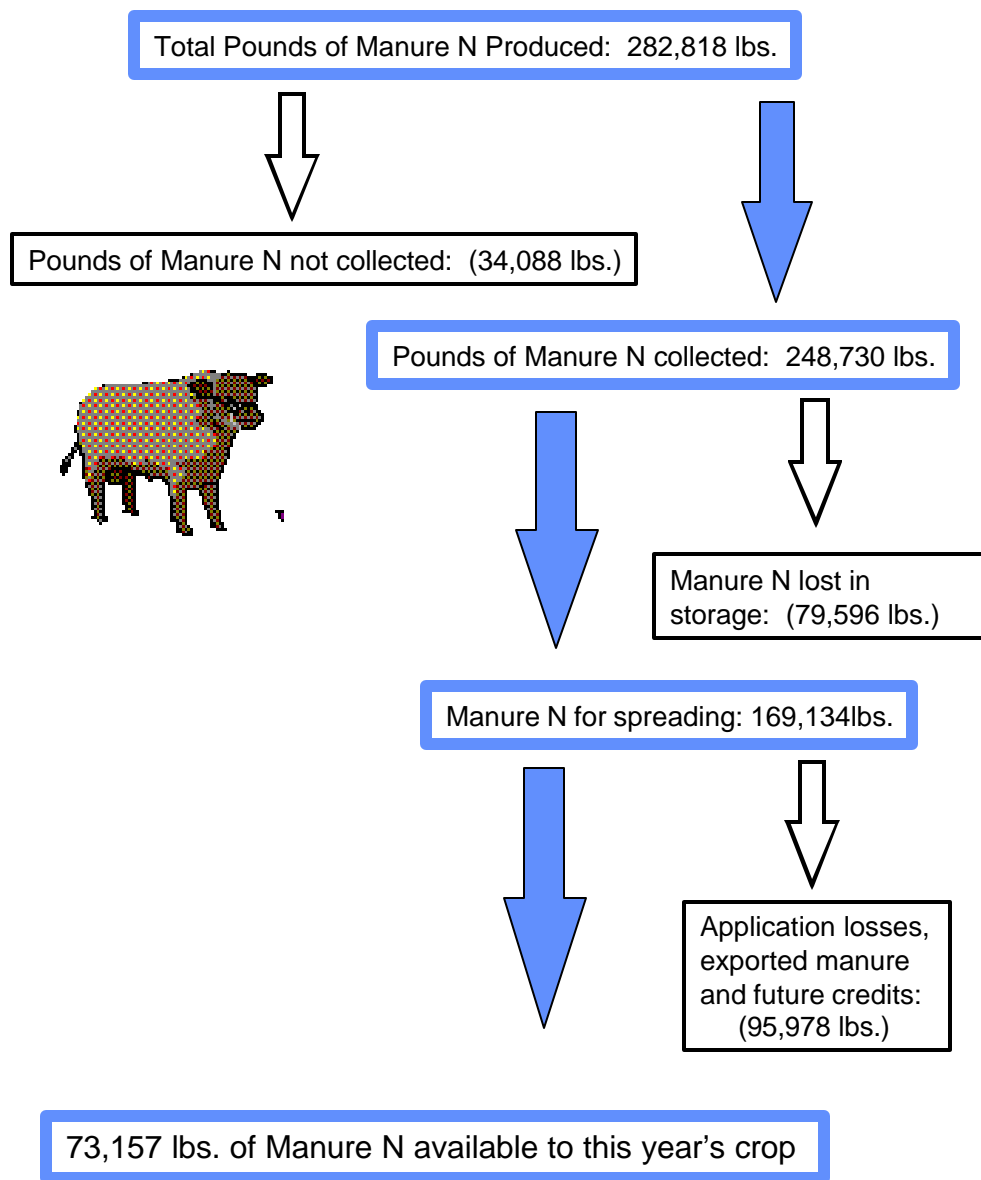 Total Pounds of Manure N Produced:  282,818 lbs.
Pounds of Manure N not collected:  (34,088 lbs.)
Pounds of Manure N collected:  248,730 lbs.
Manure N lost in
storage:  (79,596 lbs.)
Manure N for spreading: 169,134lbs.
Application losses,
exported manure
and future credits:
(95,978 lbs.)
73,157 lbs. of Manure N available to this year’s crop